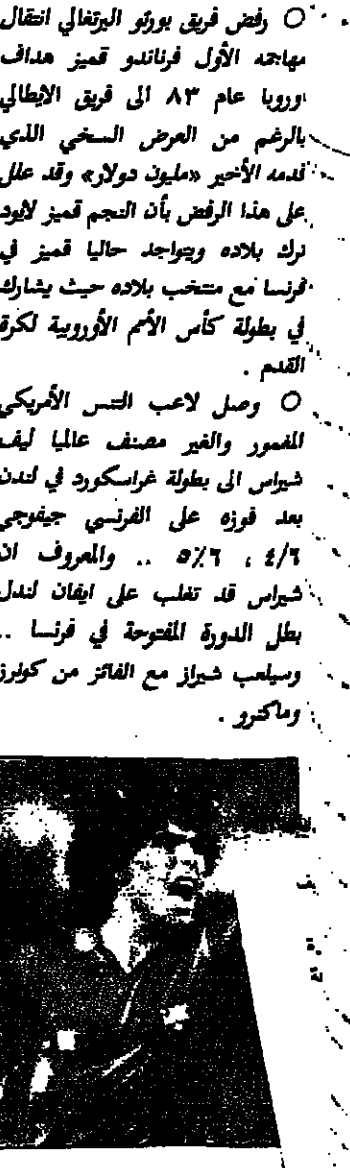 ○ رفض فريق بورتو البرتغالي انتقال
مهاجمه الأول فرناندو قميز هداف
اوروبا عام ٨٣ الى فريق الايطالي
بالرغم من العرض السخي الذي
قدمه الأخير «مليون دولار» وقد علل
على هذا الرفض بأن النجم قميز لايود
ترك بلاده ويتواجد حاليا قميز في
فرنسا مع منتخب بلاده حيث يشارك
في بطولة كأس الأمم الأوروبية لكرة
القدم .
○ وصل لاعب التنس الأمريكي
المغمور والغير مصنف عالميا ليف
شيراس الى بطولة غراسكورد في لندن
بعد فوزه على الفرنسي جيفوجي
٤/٦ ، ٦٪٥ .. والمعروف ان
شيراس قد تغلب على ايفان لندل
بطل الدورة المفتوحة في فرنسا ..
وسيلعب شيراز مع الفائز من كونرز
وماكنرو .